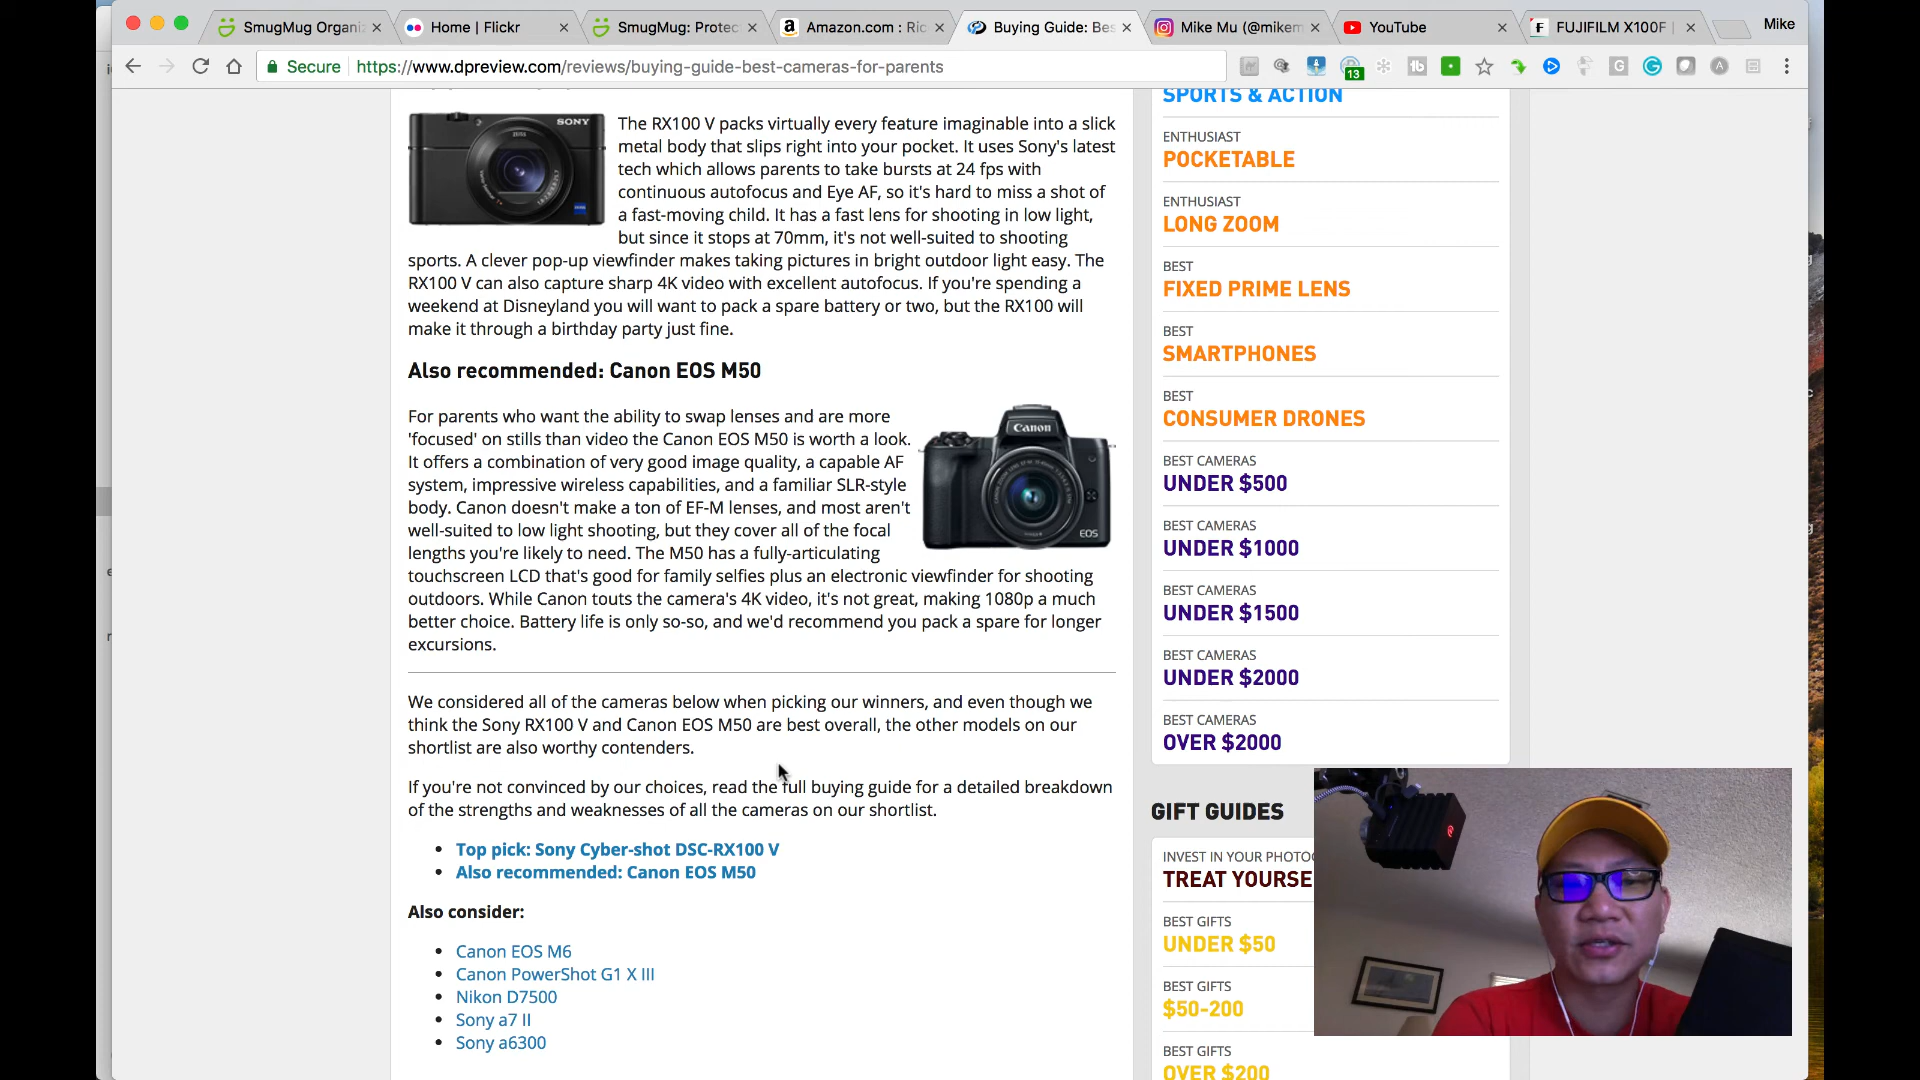 SmugMug Organi
Home | Flickr
SmugMug: Protec
Amazon.com : Ric
Buying Guide: Bes
Mike Mu (@mikem
YouTube
FUJIFILM X100F |
Mike
Secure
https://www.dpreview.com/reviews/buying-guide-best-cameras-for-parents
13
SONY
The RX100 V packs virtually every feature imaginable into a slick
metal body that slips right into your pocket. It uses Sony's latest
tech which allows parents to take bursts at 24 fps with
continuous autofocus and Eye AF, so it's hard to miss a shot of
a fast-moving child. It has a fast lens for shooting in low light,
but since it stops at 70mm, it's not well-suited to shooting
sports. A clever pop-up viewfinder makes taking pictures in bright outdoor light easy. The
RX100 V can also capture sharp 4K video with excellent autofocus. If you're spending a
weekend at Disneyland you will want to pack a spare battery or two, but the RX100 will
make it through a birthday party just fine.
Also recommended: Canon EOS M50
For parents who want the ability to swap lenses and are more
'focused' on stills than video the Canon EOS M50 is worth a look.
It offers a combination of very good image quality, a capable AF
system, impressive wireless capabilities, and a familiar SLR-style
body. Canon doesn't make a ton of EF-M lenses, and most aren't
well-suited to low light shooting, but they cover all of the focal
lengths you're likely to need. The M50 has a fully-articulating
touchscreen LCD that's good for family selfies plus an electronic viewfinder for shooting
outdoors. While Canon touts the camera's 4K video, it's not great, making 1080p a much
better choice. Battery life is only so-so, and we'd recommend you pack a spare for longer
excursions.
Canon
EOS
We considered all of the cameras below when picking our winners, and even though we
think the Sony RX100 V and Canon EOS M50 are best overall, the other models on our
shortlist are also worthy contenders.
If you're not convinced by our choices, read the full buying guide for a detailed breakdown
of the strengths and weaknesses of all the cameras on our shortlist.
• Top pick: Sony Cyber-shot DSC-RX100 V
• Also recommended: Canon EOS M50
Also consider:
• Canon EOS M6
• Canon PowerShot G1 X III
• Nikon D7500
• Sony a7 II
• Sony a6300
SPORTS & ACTION
ENTHUSIAST
POCKETABLE
ENTHUSIAST
LONG ZOOM
BEST
FIXED PRIME LENS
BEST
SMARTPHONES
BEST
CONSUMER DRONES
BEST CAMERAS
UNDER $500
BEST CAMERAS
UNDER $1000
BEST CAMERAS
UNDER $1500
BEST CAMERAS
UNDER $2000
BEST CAMERAS
OVER $2000
GIFT GUIDES
INVEST IN YOUR PHOTOG
TREAT YOURSE
BEST GIFTS
UNDER $50
BEST GIFTS
$50-200
BEST GIFTS
OVER $200